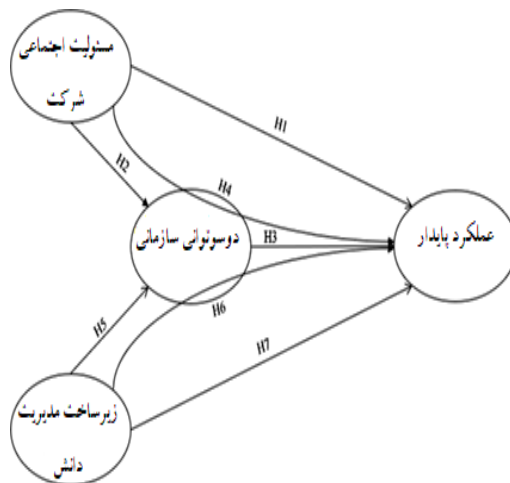 مسئولیت اجتماعی
شرکت
H1
H2
H4
دوسوتوانی سازمانی
H3
عملکرد پایدار
H5
H6
H7
زیرساخت مدیریت
دانش